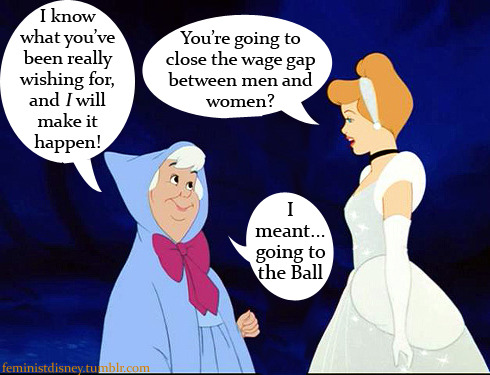 I know
what you've
been really
wishing for,
and I will
make it
happen!
You're going to
close the wage gap
between men and
women?
I
meant...
going to
the Ball
feministdisney.tumblr.com